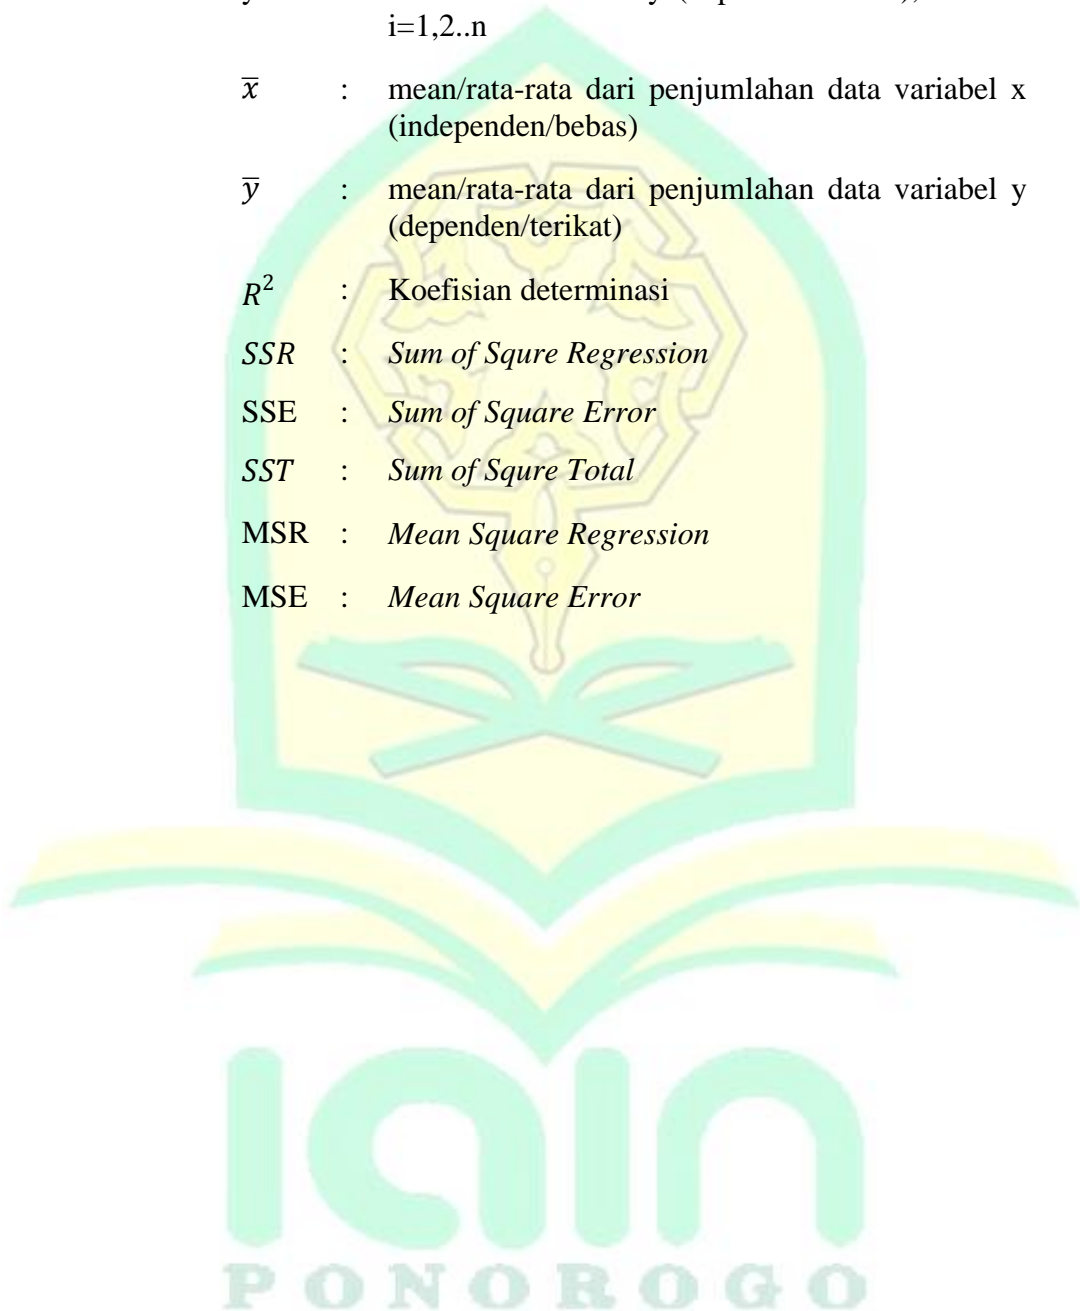 i=1,2..n
x̅ : mean/rata-rata dari penjumlahan data variabel x
(independen/bebas)
y̅ : mean/rata-rata dari penjumlahan data variabel y
(dependen/terikat)
R² : Koefisian determinasi
SSR : Sum of Squre Regression
SSE : Sum of Square Error
SST : Sum of Squre Total
MSR : Mean Square Regression
MSE : Mean Square Error
iain
PONOROGO